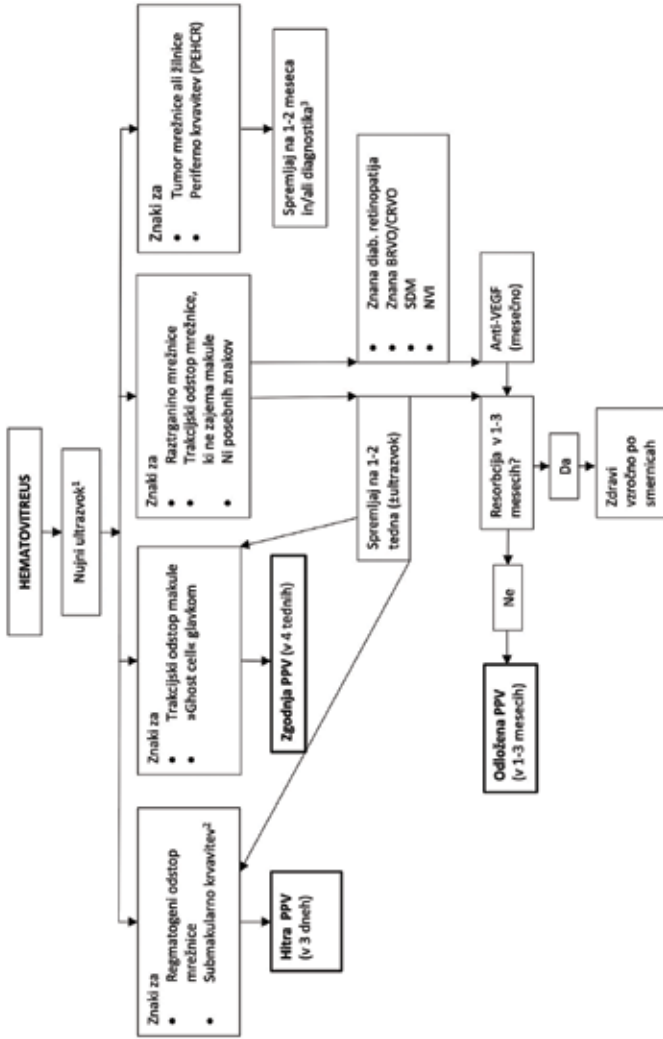 HEMATOVITREUS
Nujni ultrazvok¹
Znaki za
• Regmatogeni odstop
mrežnice
• Submakularno krvavitev²
Hitra PPV
(v 3 dneh)
Znaki za
• Trakcijski odstop makule
• »Ghost cell« glavkom
Zgodnja PPV (v 4 tednih)
Znaki za
• Raztrganino mrežnice
• Trakcijski odstop mrežnice,
ki ne zajema makule
• Ni posebnih znakov
Znaki za
• Tumor mrežnice ali žilnice
• Periferno krvavitev (PEHCR)
Spremljaj na 1-2 meseca
in/ali diagnostika³
Spremljaj na 1-2
tedna (±ultrazvok)
• Znana diab. retinopatija
• Znana BRVO/CRVO
• SDM
• NVI
Resorbcija v 1-3
mesecih?
Anti-VEGF
(mesečno)
Ne
Da
Odložena PPV
(v 1-3 mesecih)
Zdravi
vzročno po
smernicah